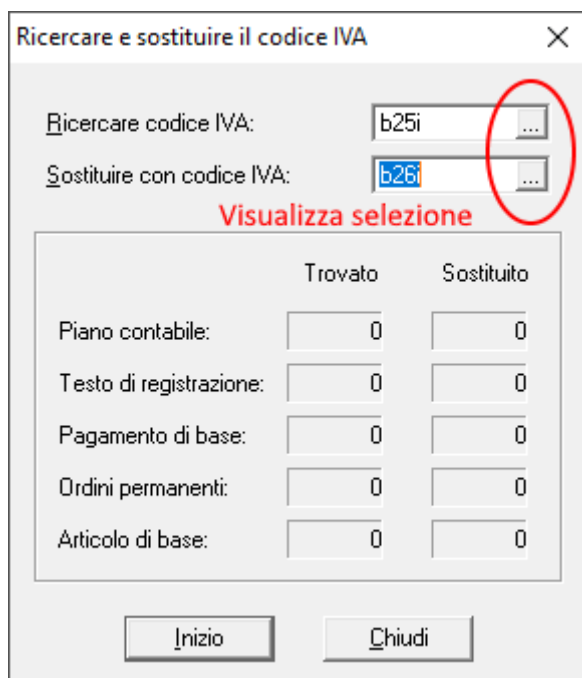 Ricercare e sostituire il codice IVA
Ricercare codice IVA: b25i ...
Sostituire con codice IVA: b26i ...
Visualizza selezione
Trovato Sostituito
Piano contabile: 0 0
Testo di registrazione: 0 0
Pagamento di base: 0 0
Ordini permanenti: 0 0
Articolo di base: 0 0
Inizio Chiudi